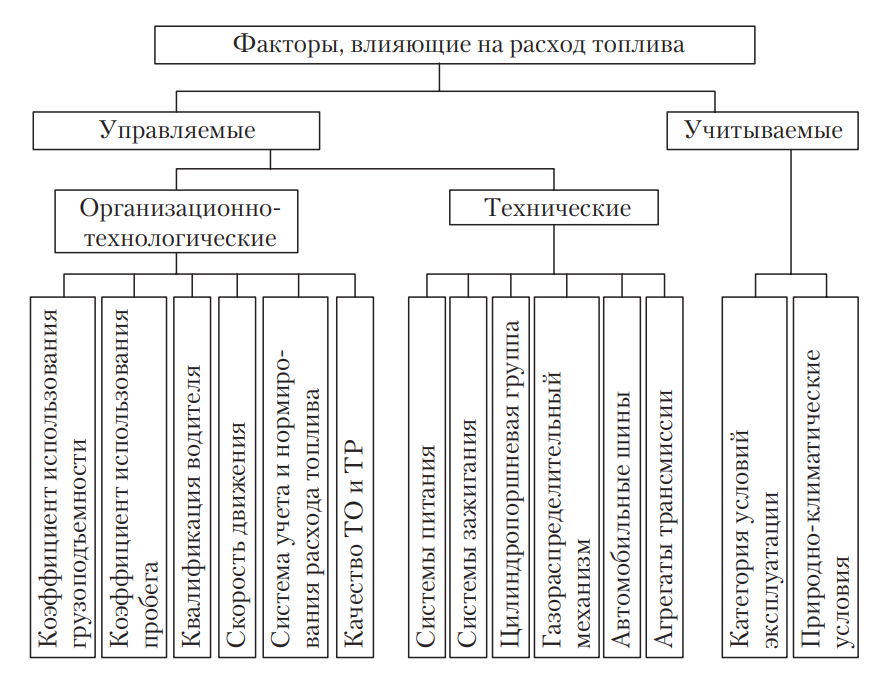 Факторы, влияющие на расход топлива
Управляемые
Учитываемые
Организационно-
технологические
Технические
Коэффициент использования
грузоподьемности
Коэффициент использования
пробега
Квалификация водителя
Скорость движения
Система учета и нормиро-
вания расхода топлива
Качество ТО и ТР
Системы питания
Системы зажигания
Цилиндропоршневая группа
Газораспределительный
механизм
Автомобильные шины
Агрегаты трансмиссии
Категория условий
эксплуатации
Природно-климатические
условия